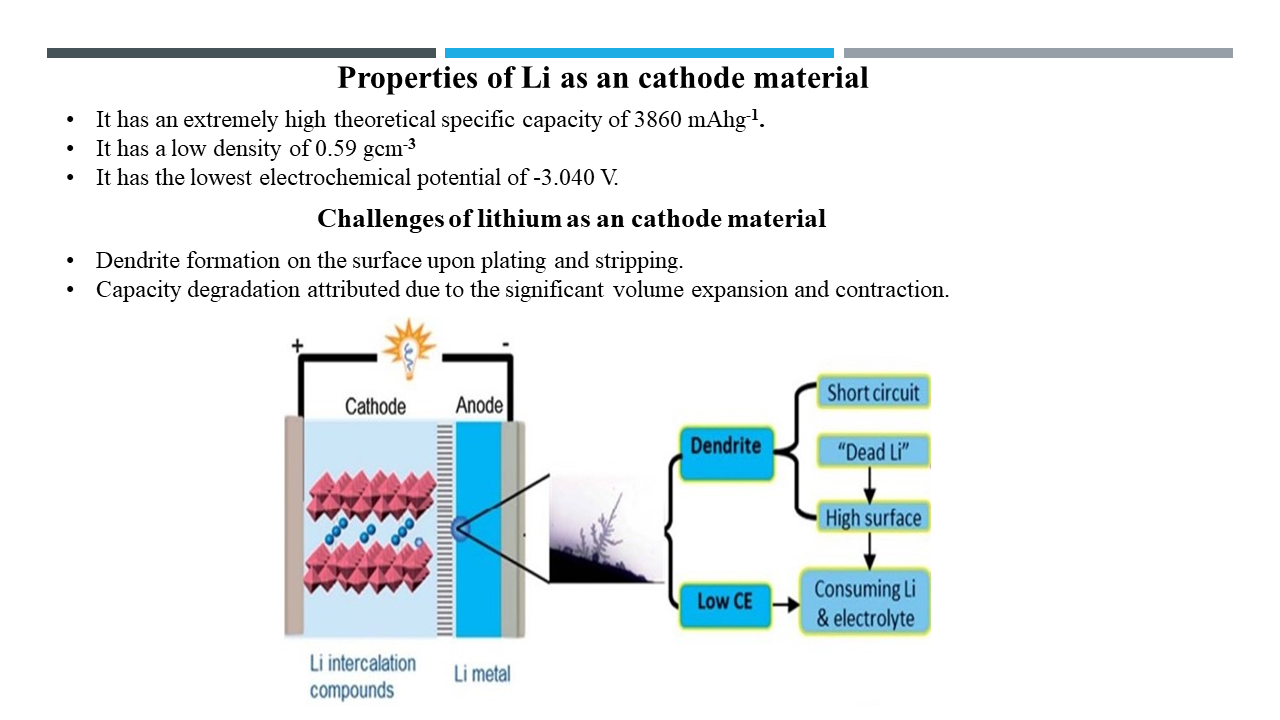 Properties of Li as an cathode material
• It has an extremely high theoretical specific capacity of 3860 mAhg-1.
• It has a low density of 0.59 gcm-3
• It has the lowest electrochemical potential of -3.040 V.
Challenges of lithium as an cathode material
• Dendrite formation on the surface upon plating and stripping.
• Capacity degradation attributed due to the significant volume expansion and contraction.
+ -
Cathode Anode
Li intercalation
compounds
Li metal
Dendrite
Low CE
Short circuit
“Dead Li”
High surface
Consuming Li
& electrolyte